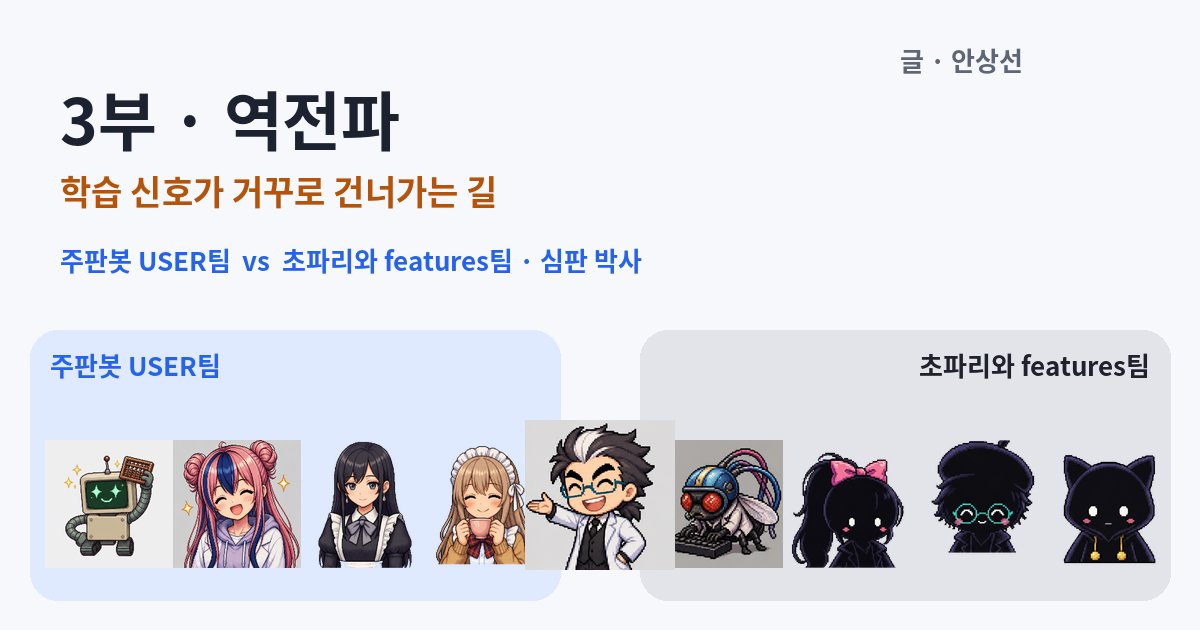 글 · 안상선
3부 · 역전파
학습 신호가 거꾸로 건너가는 길
주판봇 USER팀 vs 초파리와 features팀 · 심판 박사
주판봇 USER팀
초파리와 features팀